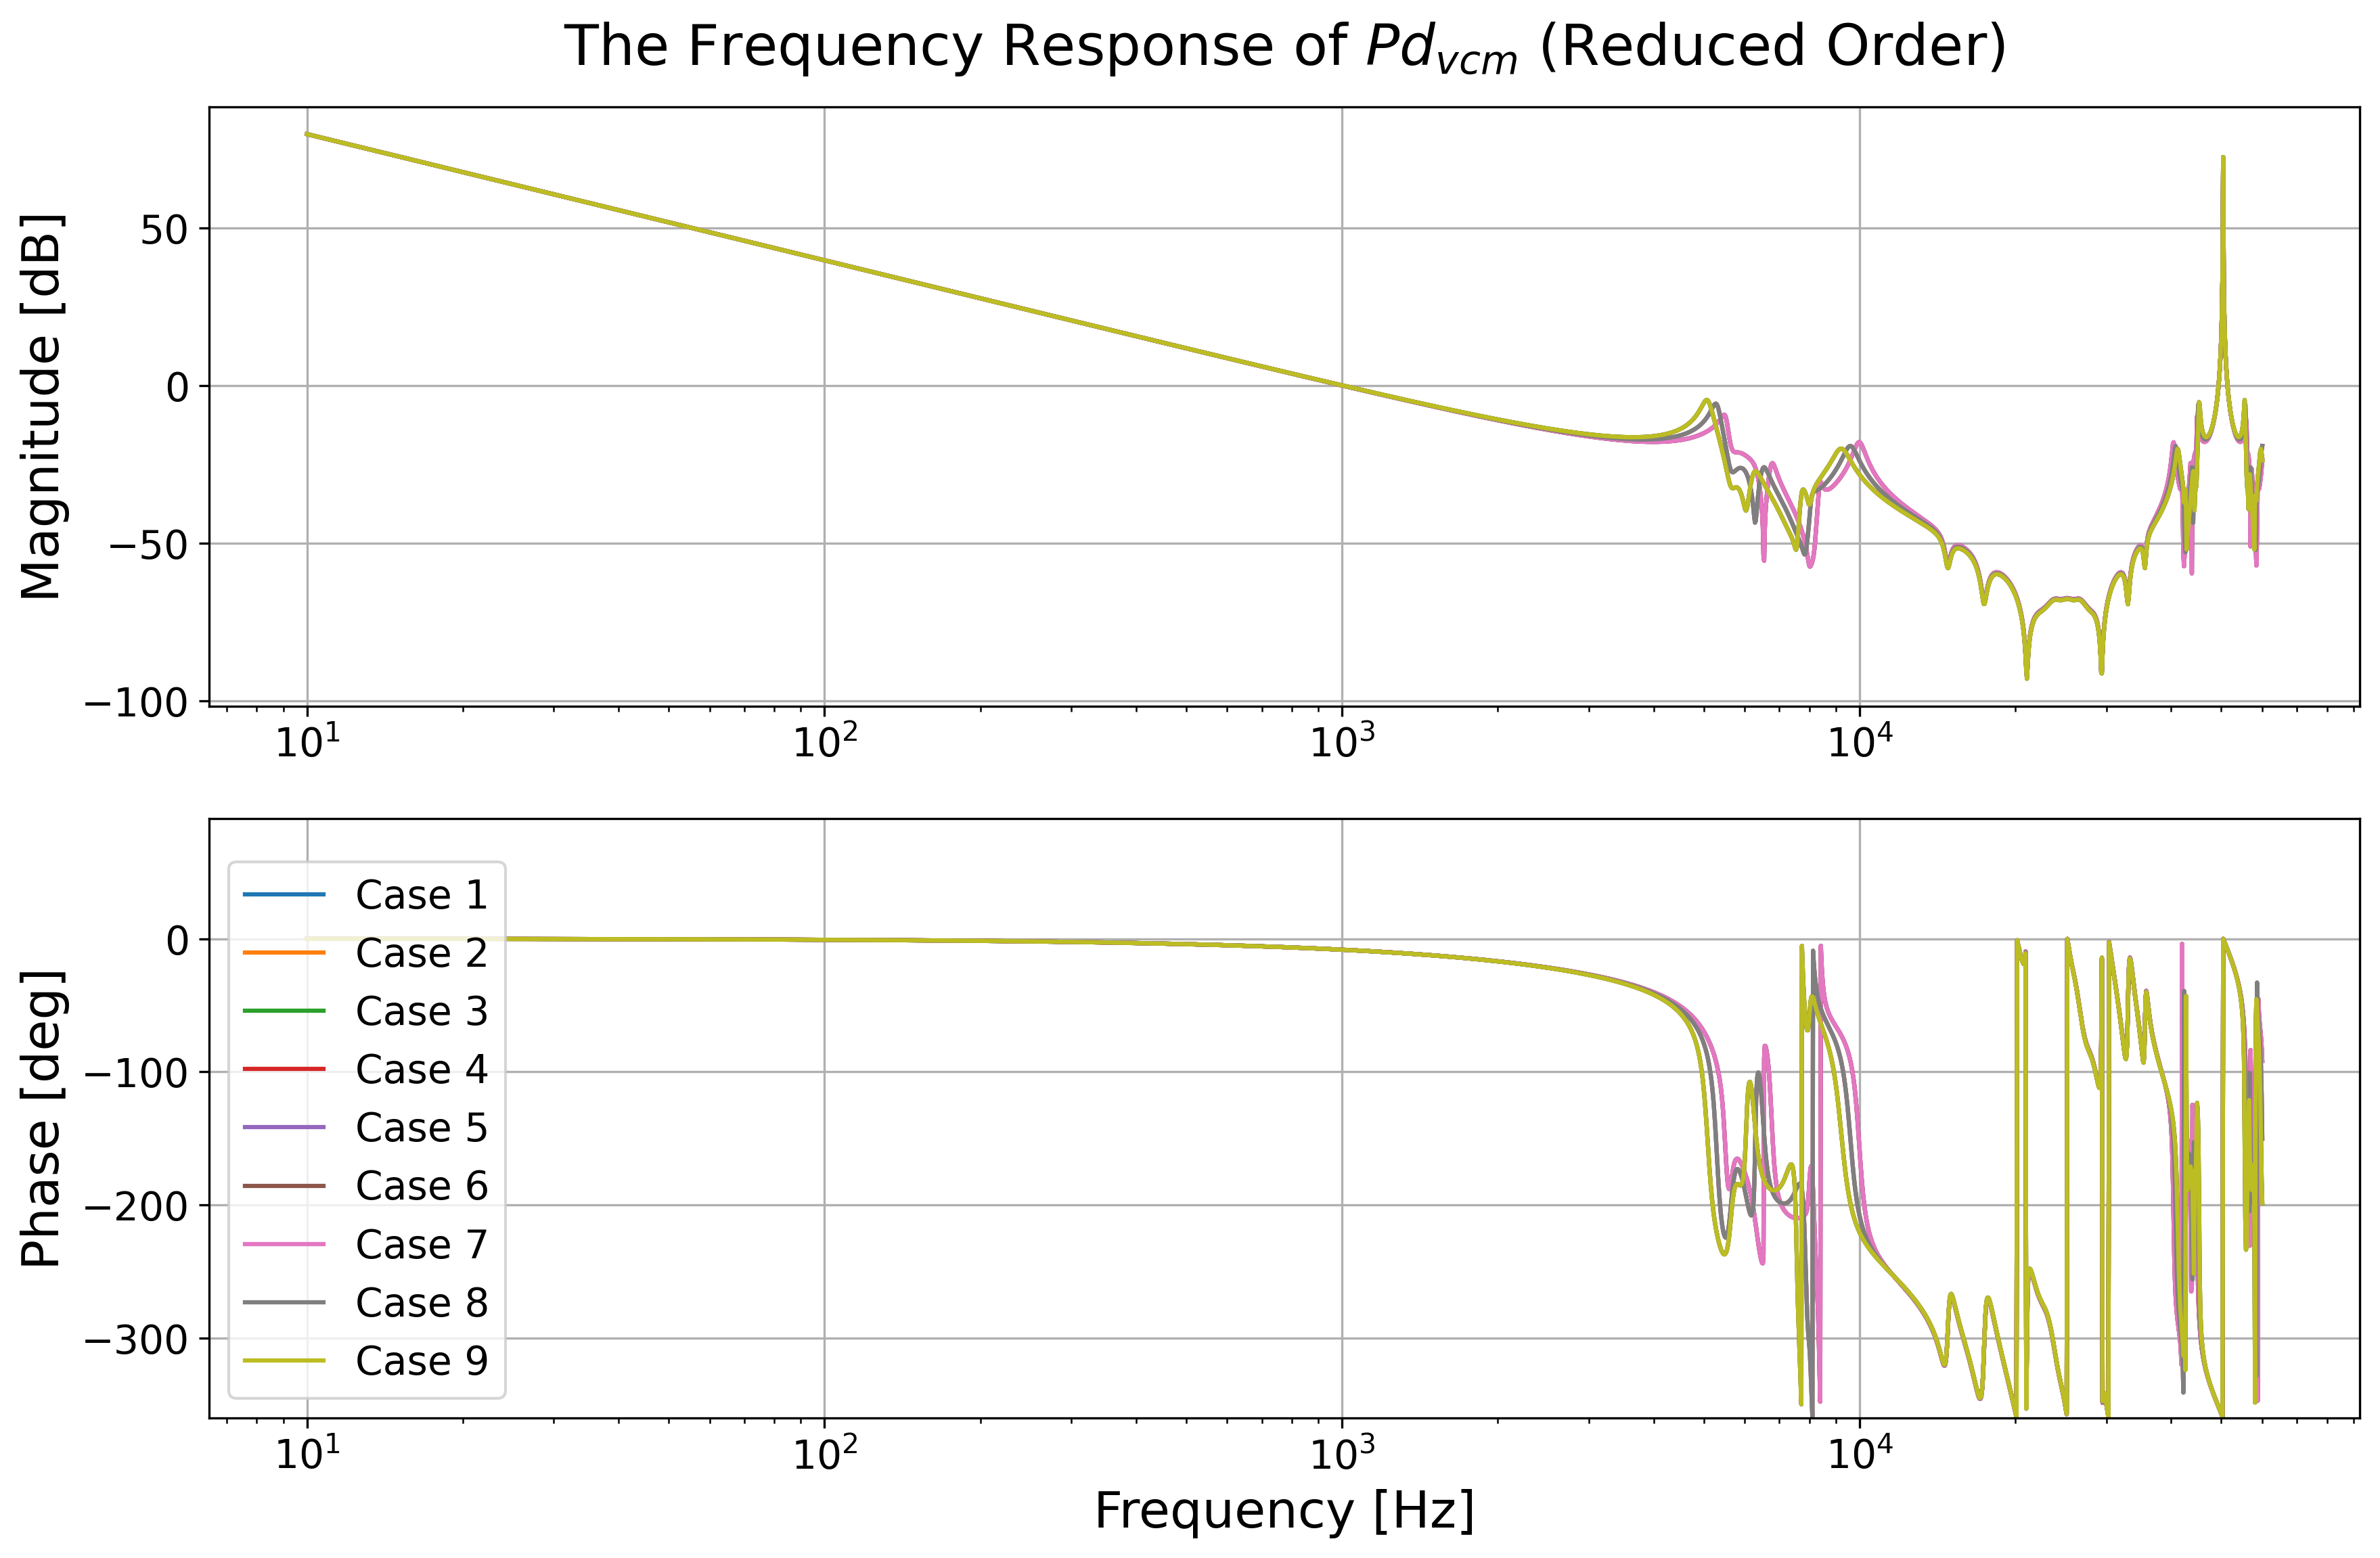 The Frequency Response of Pd_vcm (Reduced Order)
Magnitude [dB]
50
0
−50
−100
10^1 10^2 10^3 10^4
Phase [deg]
0
−100
−200
−300
Case 1
Case 2
Case 3
Case 4
Case 5
Case 6
Case 7
Case 8
Case 9
10^1 10^2 10^3 10^4
Frequency [Hz]